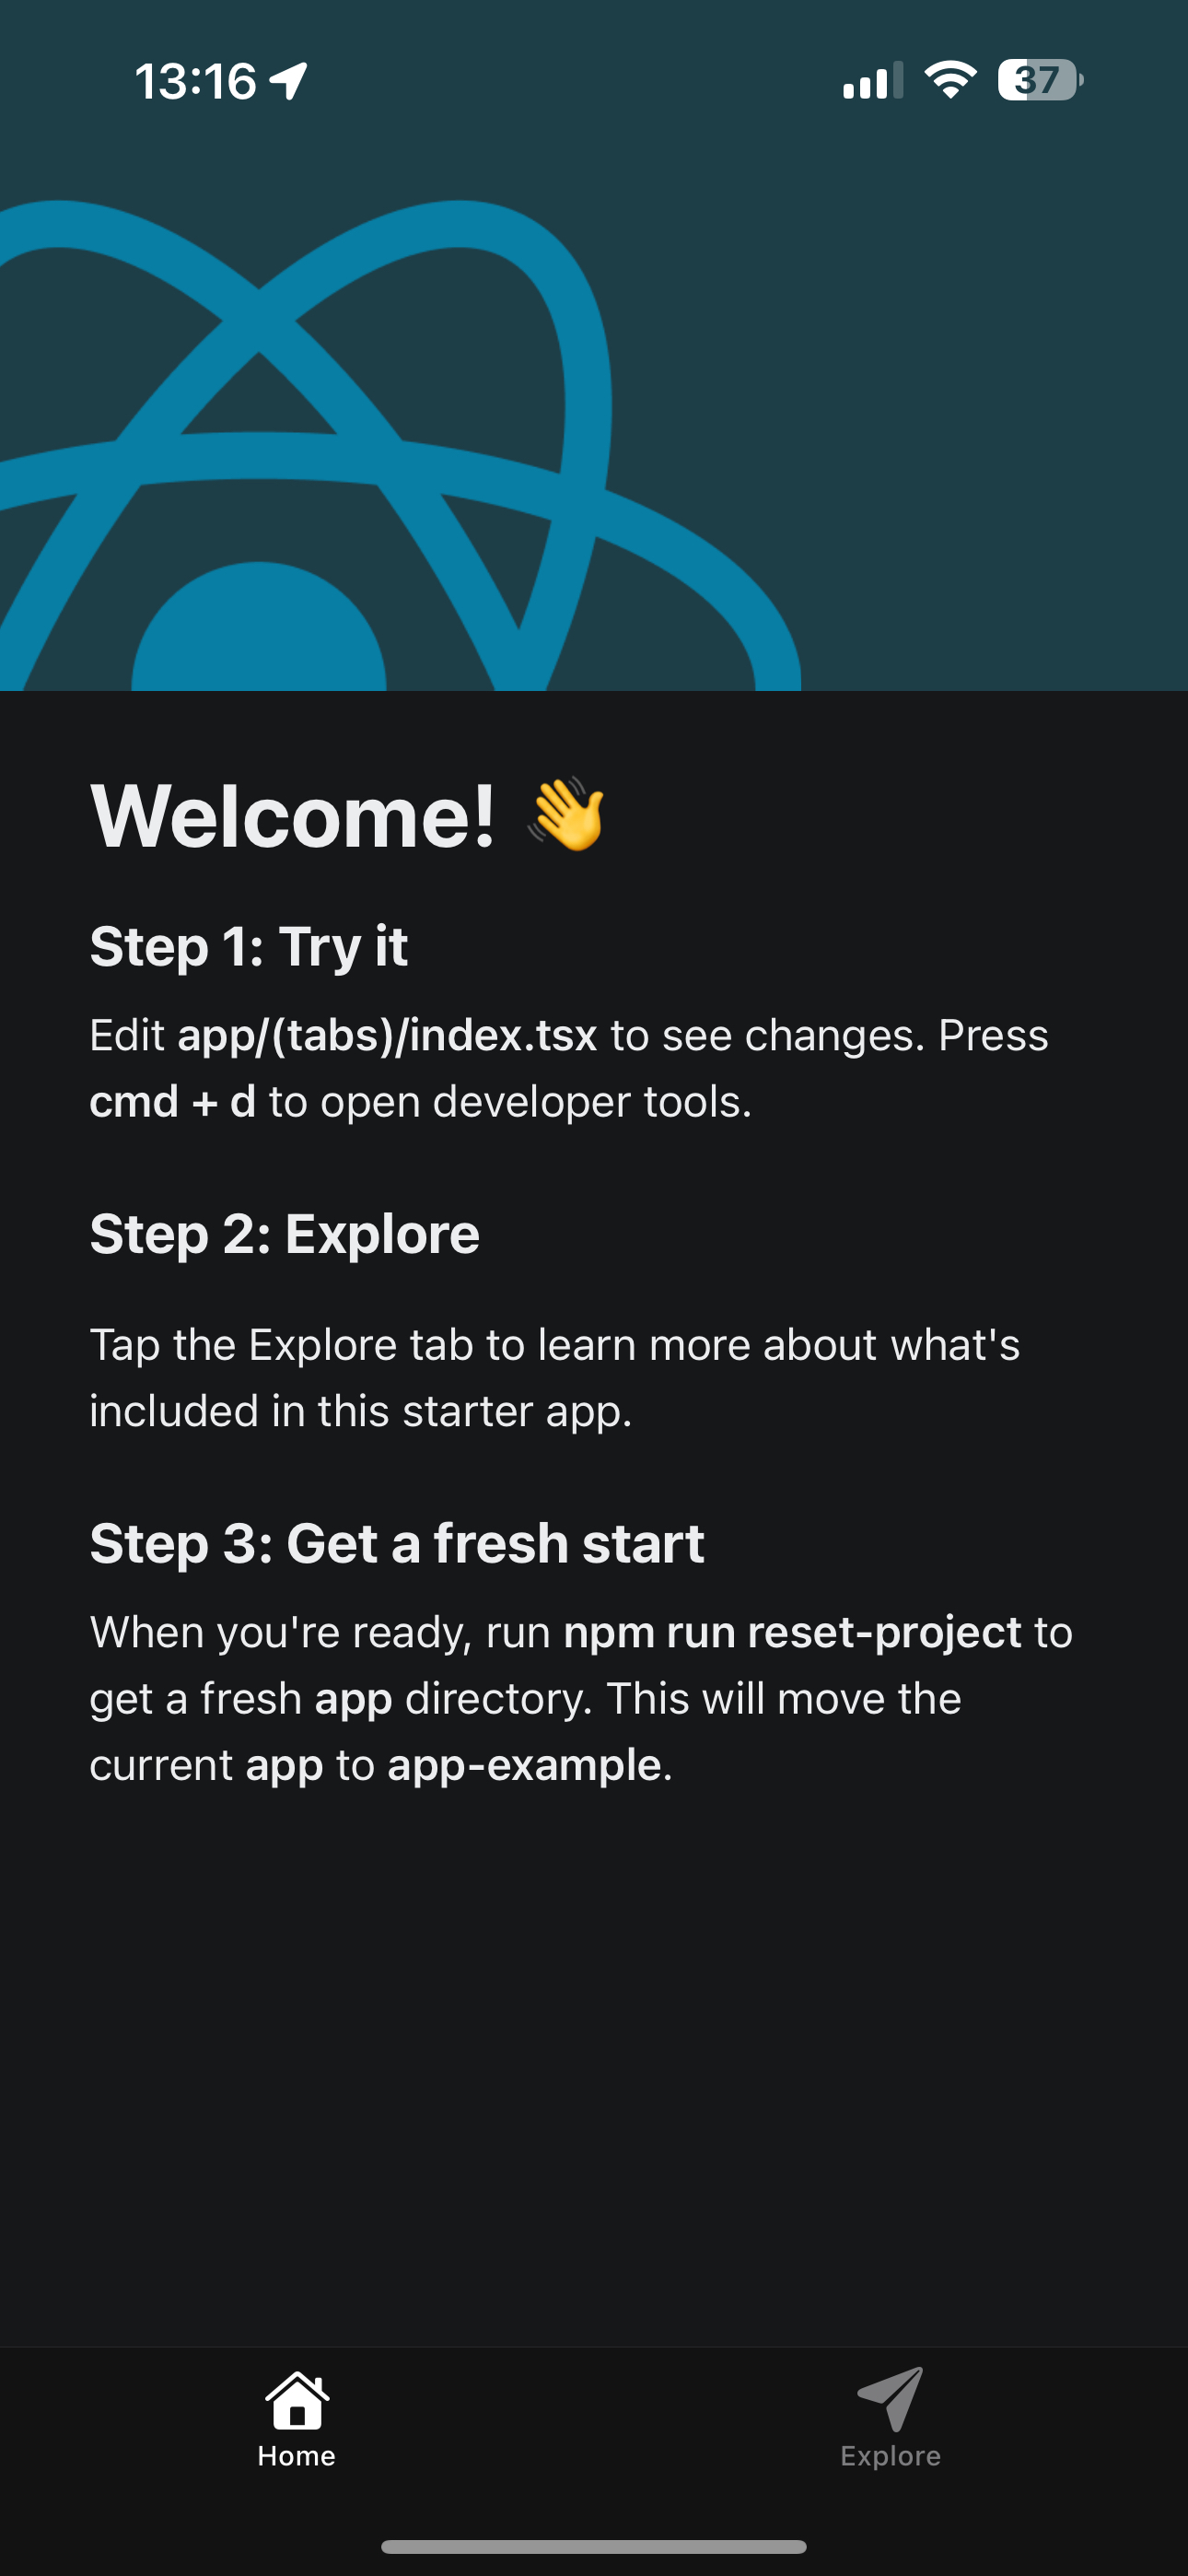 13:16
37
Welcome! 👋
Step 1: Try it
Edit app/(tabs)/index.tsx to see changes. Press
cmd + d to open developer tools.
Step 2: Explore
Tap the Explore tab to learn more about what's
included in this starter app.
Step 3: Get a fresh start
When you're ready, run npm run reset-project to
get a fresh app directory. This will move the
current app to app-example.
Home
Explore